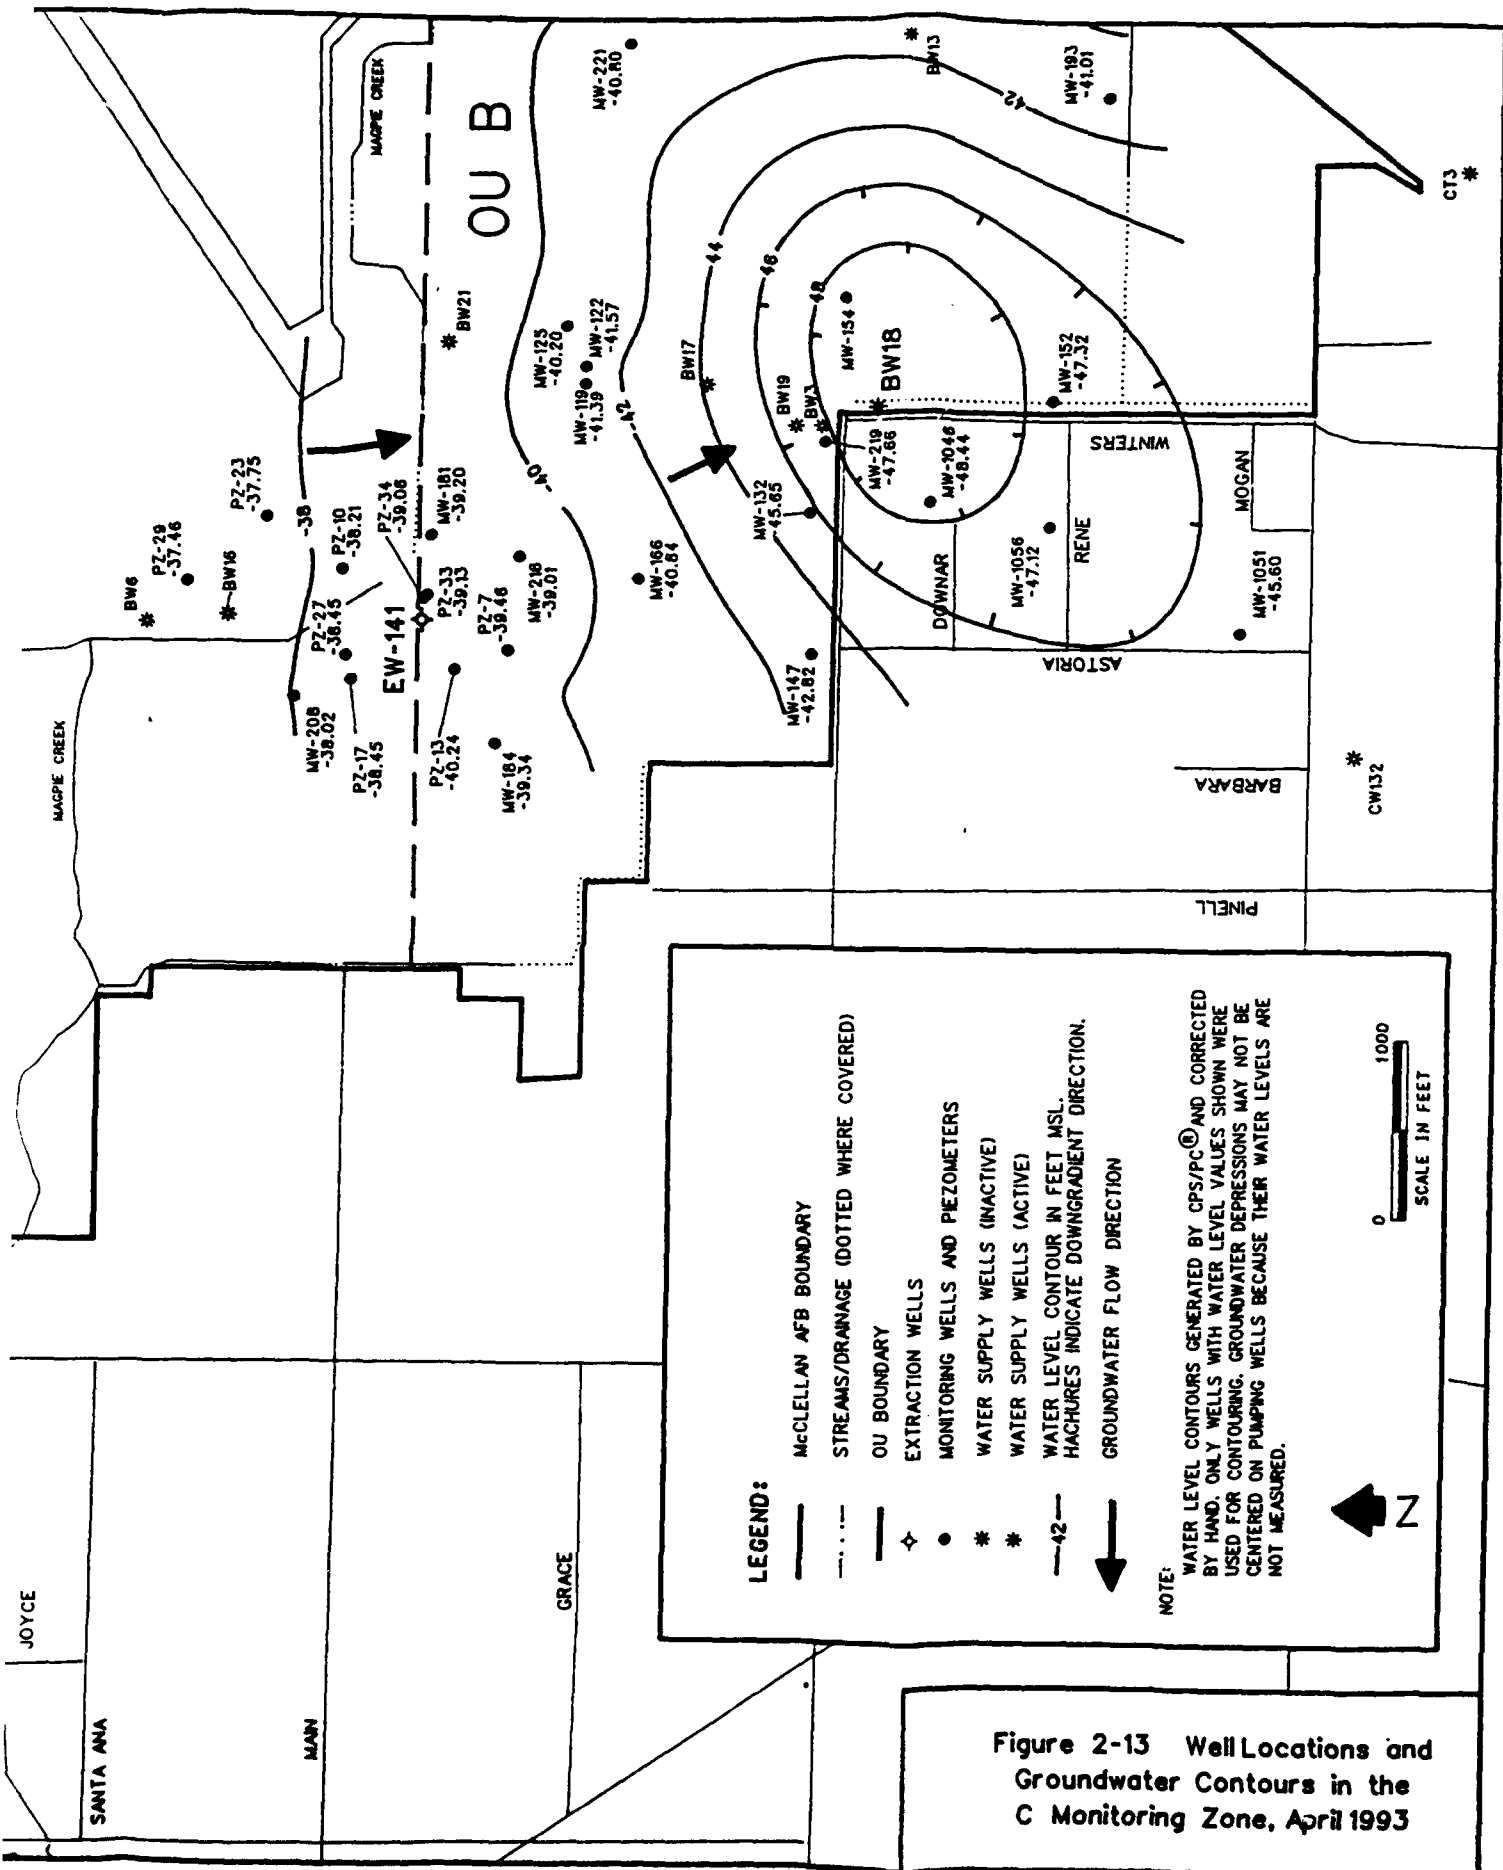 MAGPIE CREEK
MAGPIE CREEK
OU B
BW6
PZ-29
-37.46
BW16
PZ-23
-37.75
-38
PZ-10
-38.21
PZ-27
-38.45
MW-208
-38.02
PZ-17
-38.45
EW-141
PZ-34
-39.08
MW-181
-39.20
PZ-33
-39.13
PZ-7
-39.46
MW-218
-39.01
PZ-13
-40.24
MW-184
-39.34
BW21
-40-
MW-125
-40.20
MW-122
-41.57
MW-119
-41.39
MW-221
-40.80
MW-166
-40.84
-42-
BW17
-44
-46
-48
BW19
BW3
MW-154
BW18
BW13
42
MW-193
-41.01
MW-132
-45.65
MW-147
-42.82
MW-219
-47.66
MW-1046
-48.44
MW-152
-47.32
MW-1056
-47.12
MW-1051
-45.60
DOWNAR
RENE
WINTERS
MOGAN
ASTORIA
BARBARA
PINELL
CW132
CT3
JOYCE
SANTA ANA
MAIN
GRACE
LEGEND:
McCLELLAN AFB BOUNDARY
STREAMS/DRAINAGE (DOTTED WHERE COVERED)
OU BOUNDARY
EXTRACTION WELLS
MONITORING WELLS AND PIEZOMETERS
WATER SUPPLY WELLS (INACTIVE)
WATER SUPPLY WELLS (ACTIVE)
—42— WATER LEVEL CONTOUR IN FEET MSL.
HACHURES INDICATE DOWNGRADIENT DIRECTION.
GROUNDWATER FLOW DIRECTION
NOTE:
WATER LEVEL CONTOURS GENERATED BY CPS/PC® AND CORRECTED
BY HAND. ONLY WELLS WITH WATER LEVEL VALUES SHOWN WERE
USED FOR CONTOURING. GROUNDWATER DEPRESSIONS MAY NOT BE
CENTERED ON PUMPING WELLS BECAUSE THEIR WATER LEVELS ARE
NOT MEASURED.
N
0 1000
SCALE IN FEET
Figure 2-13 Well Locations and
Groundwater Contours in the
C Monitoring Zone, April 1993